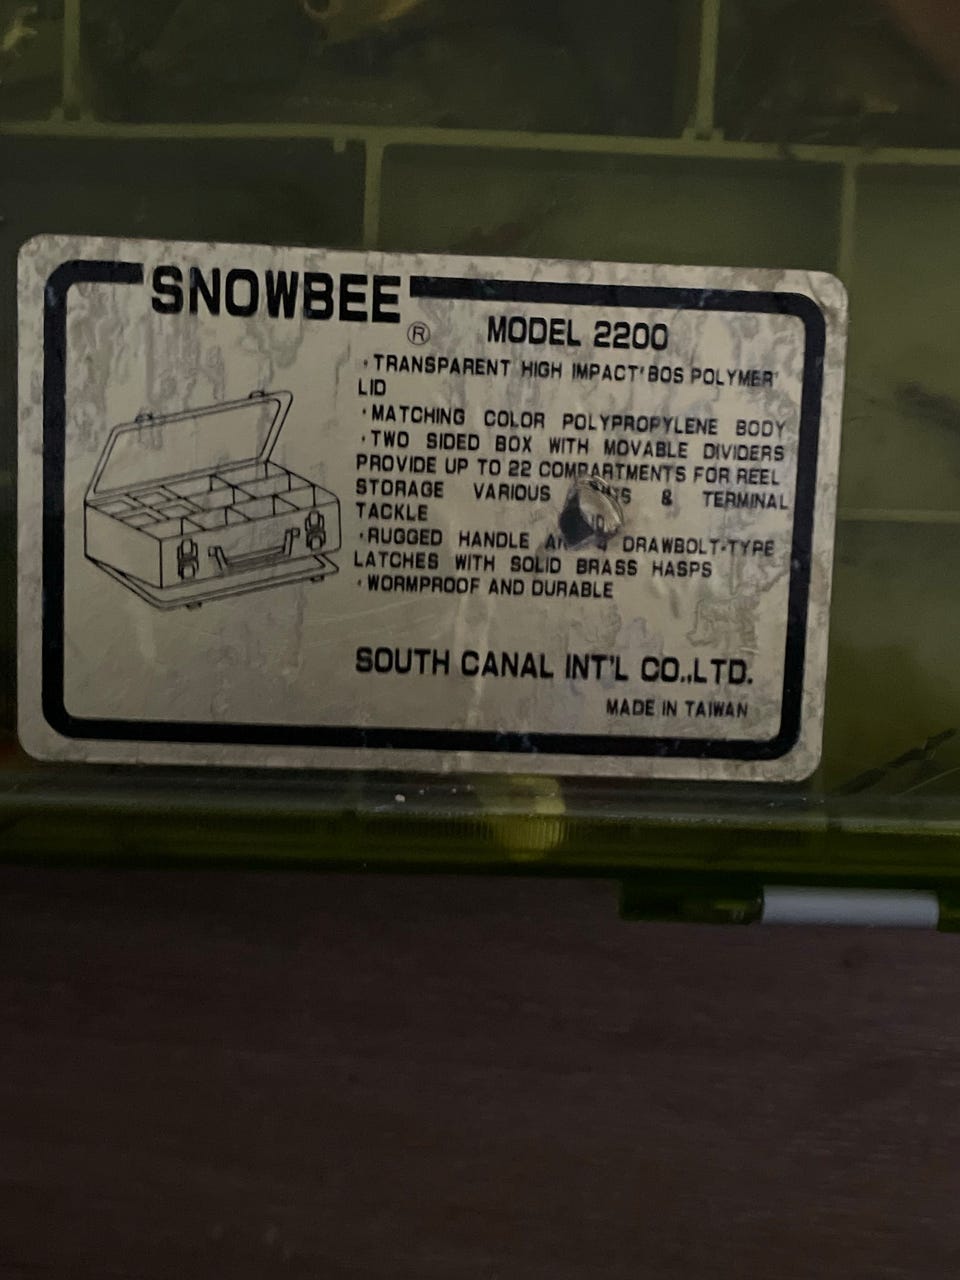 SNOWBEE
®
MODEL 2200
· TRANSPARENT HIGH IMPACT'BOS POLYMER'
LID
· MATCHING COLOR POLYPROPYLENE BODY
· TWO SIDED BOX WITH MOVABLE DIVIDERS
PROVIDE UP TO 22 COMPARTMENTS FOR REEL
STORAGE VARIOUS & TERMINAL
TACKLE
· RUGGED HANDLE DRAWBOLT-TYPE
LATCHES WITH SOLID BRASS HASPS
· WORMPROOF AND DURABLE
SOUTH CANAL INT'L CO.,LTD.
MADE IN TAIWAN